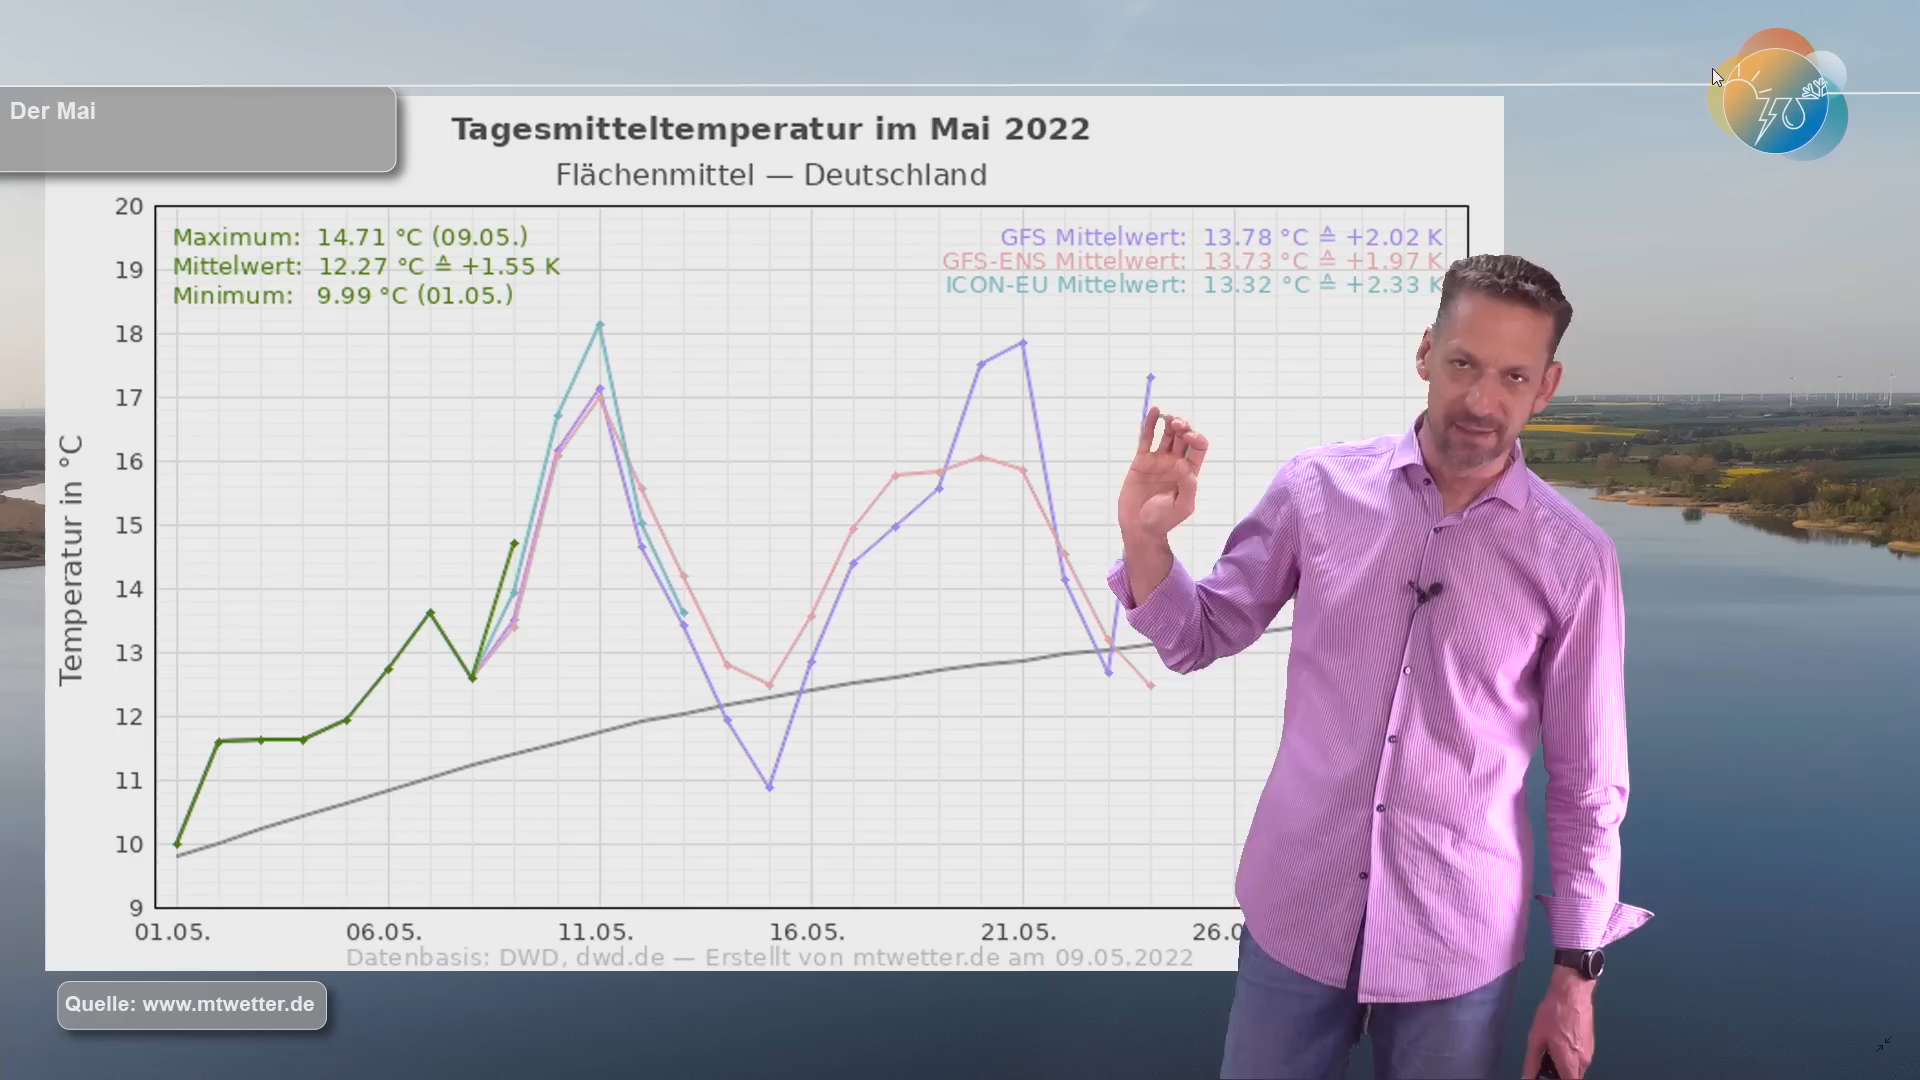 Der Mai
Tagesmitteltemperatur im Mai 2022
Flächenmittel — Deutschland
Maximum: 14.71 °C (09.05.)
Mittelwert: 12.27 °C ≙ +1.55 K
Minimum: 9.99 °C (01.05.)
GFS Mittelwert: 13.78 °C ≙ +2.02 K
GFS-ENS Mittelwert: 13.73 °C ≙ +1.97 K
ICON-EU Mittelwert: 13.32 °C ≙ +2.33 K
Temperatur in °C
20
19
18
17
16
15
14
13
12
11
10
9
01.05. 06.05. 11.05. 16.05. 21.05.
Datenbasis: DWD, dwd.de — Erstellt von mtwetter.de am 09.05.2022
Quelle: www.mtwetter.de